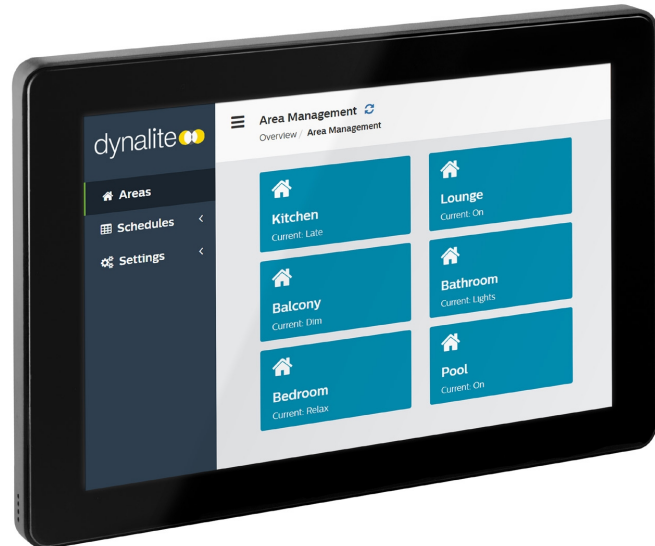 dynalite
Areas
Schedules
Settings
Area Management
Overview / Area Management
Kitchen
Current: Late
Lounge
Current: On
Balcony
Current: Dim
Bathroom
Current: Lights
Bedroom
Current: Relax
Pool
Current: On